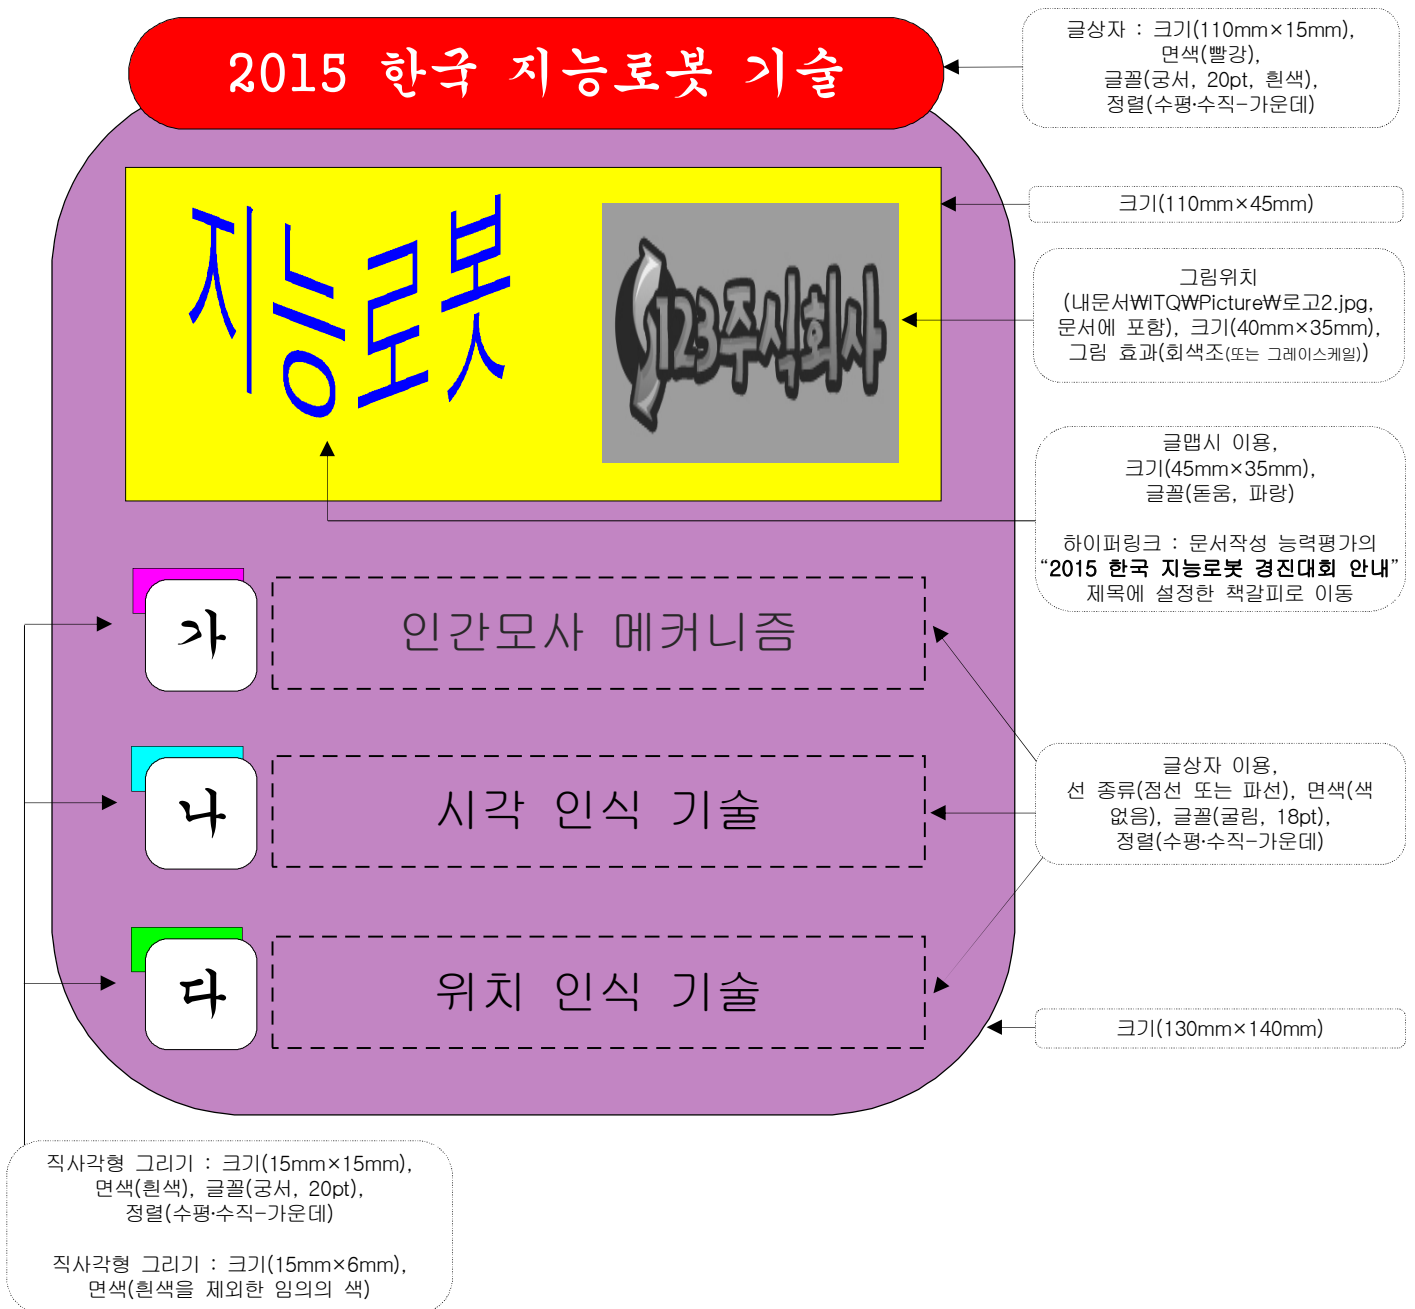 2015 한국 지능로봇 기술
글상자 : 크기(110mm×15mm),
면색(빨강),
글꼴(궁서, 20pt, 흰색),
정렬(수평·수직-가운데)
크기(110mm×45mm)
지능로봇
123주식회사
그림위치
(내문서₩ITQ₩Picture₩로고2.jpg,
문서에 포함), 크기(40mm×35mm),
그림 효과(회색조(또는 그레이스케일))
글맵시 이용,
크기(45mm×35mm),
글꼴(돋움, 파랑)
하이퍼링크 : 문서작성 능력평가의
“2015 한국 지능로봇 경진대회 안내”
제목에 설정한 책갈피로 이동
가
인간모사 메커니즘
나
시각 인식 기술
글상자 이용,
선 종류(점선 또는 파선), 면색(색
없음), 글꼴(굴림, 18pt),
정렬(수평·수직-가운데)
다
위치 인식 기술
크기(130mm×140mm)
직사각형 그리기 : 크기(15mm×15mm),
면색(흰색), 글꼴(궁서, 20pt),
정렬(수평·수직-가운데)
직사각형 그리기 : 크기(15mm×6mm),
면색(흰색을 제외한 임의의 색)